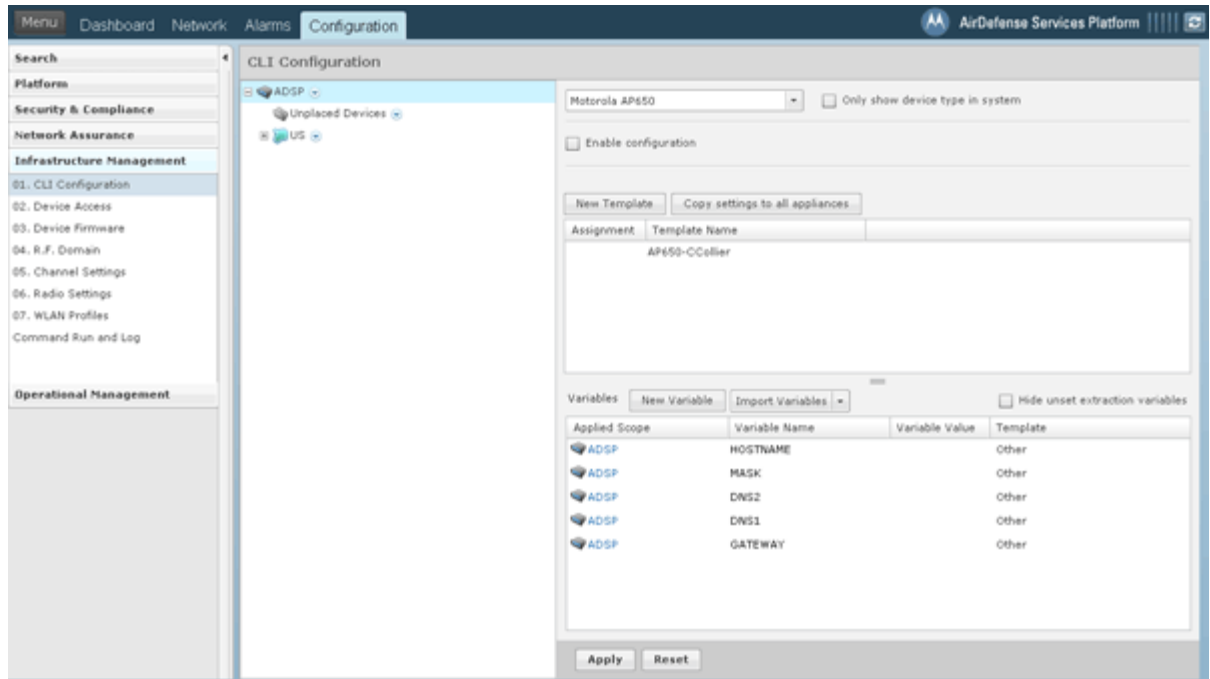 Menu Dashboard Network Alarms Configuration AirDefense Services Platform
Search
Platform
Security & Compliance
Network Assurance
Infrastructure Management
01. CLI Configuration
02. Device Access
03. Device Firmware
04. R.F. Domain
05. Channel Settings
06. Radio Settings
07. WLAN Profiles
Command Run and Log
Operational Management
CLI Configuration
ADSP
Unplaced Devices
US
Motorola AP650 Only show device type in system
Enable configuration
New Template Copy settings to all appliances
Assignment Template Name
AP650-CCollier
Variables New Variable Import Variables Hide unset extraction variables
Applied Scope Variable Name Variable Value Template
ADSP HOSTNAME Other
ADSP MASK Other
ADSP DNS2 Other
ADSP DNS1 Other
ADSP GATEWAY Other
Apply Reset